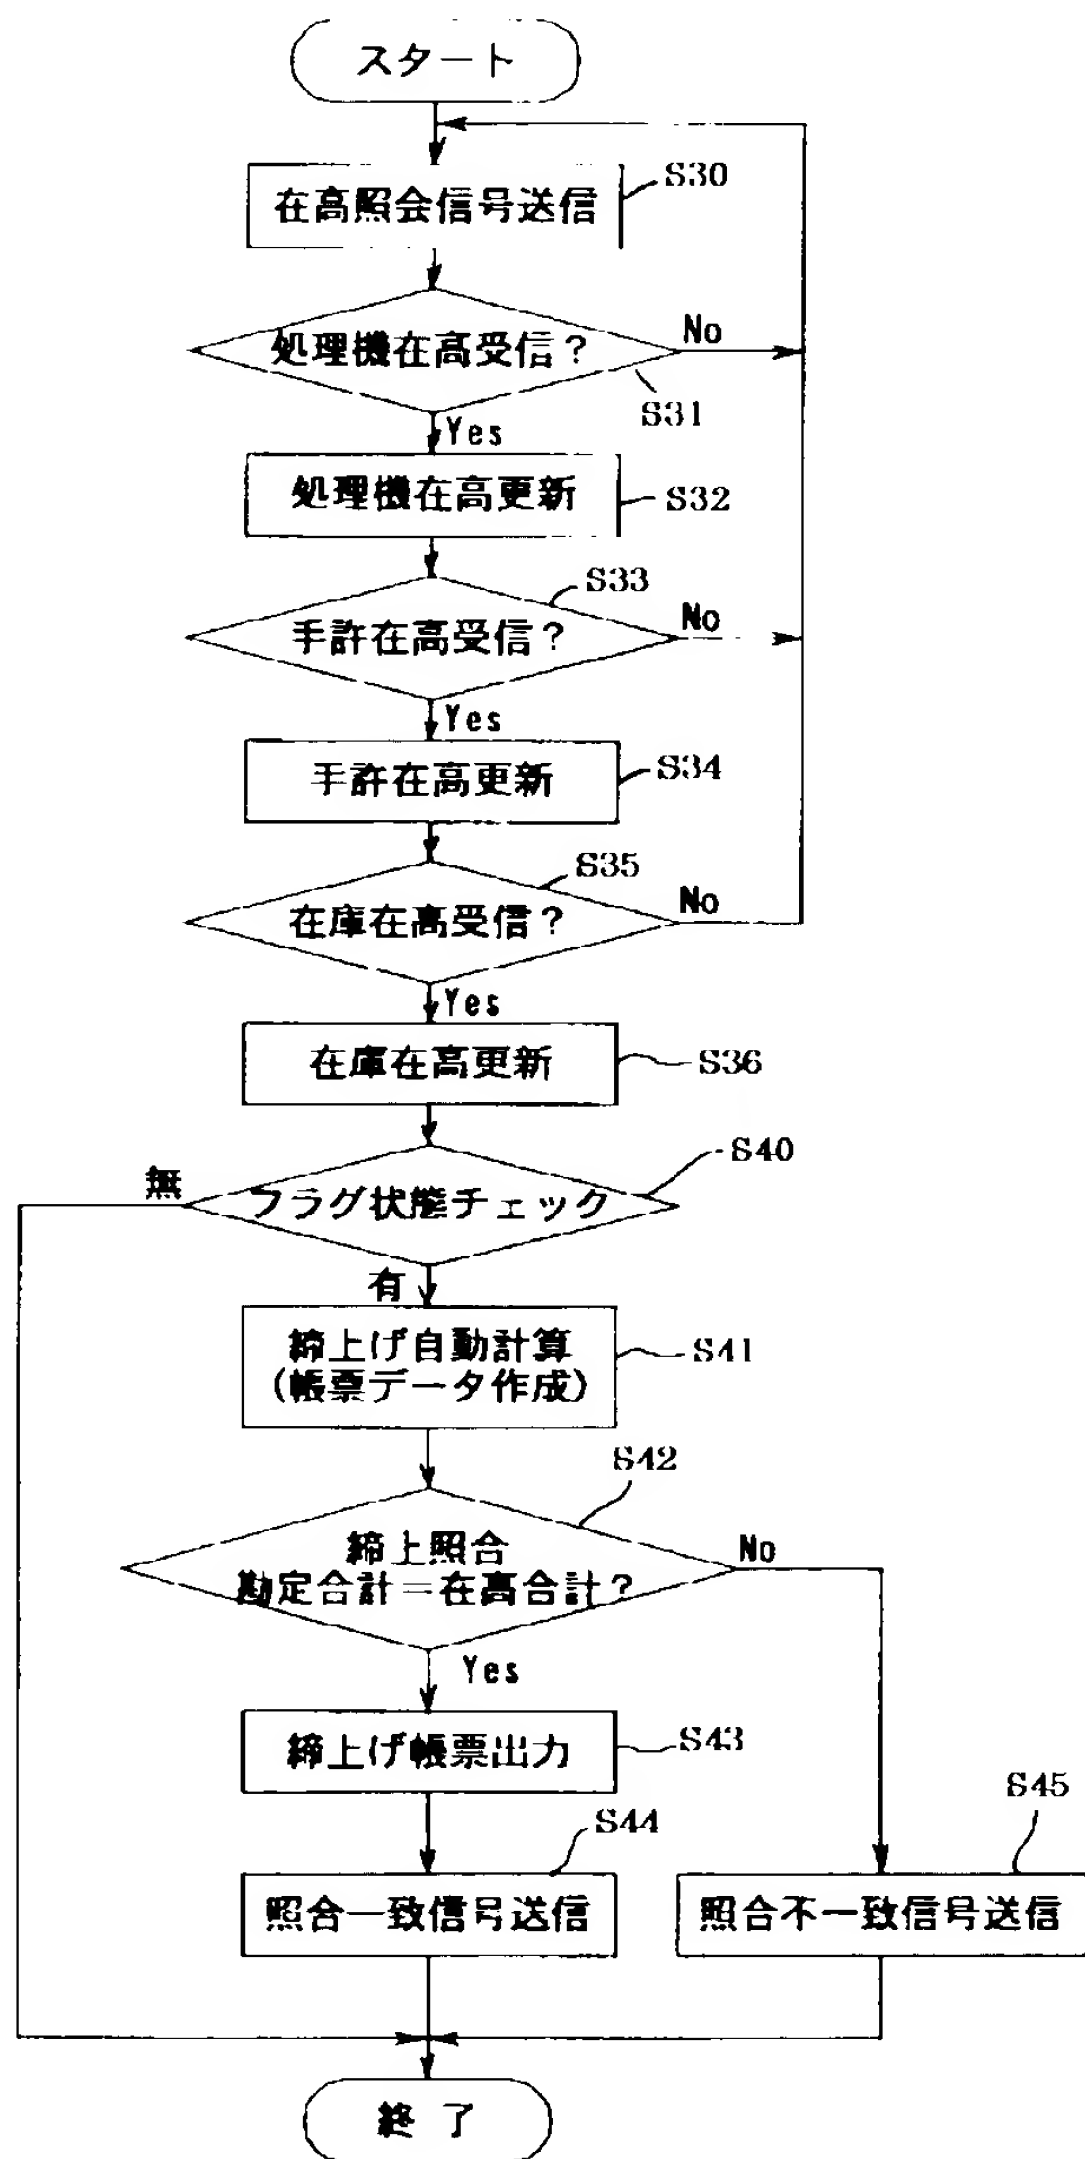 スタート
在高照会信号送信
S30
処理機在高受信？
No
S31
Yes
処理機在高更新
S32
S33
手許在高受信？
No
Yes
手許在高更新
S34
S35
在庫在高受信？
No
Yes
在庫在高更新
S36
S40
無
フラグ状態チェック
有
締上げ自動計算
(帳票データ作成)
S41
S42
締上照合
勘定合計＝在高合計？
No
Yes
締上げ帳票出力
S43
S44
S45
照合一致信号送信
照合不一致信号送信
終了